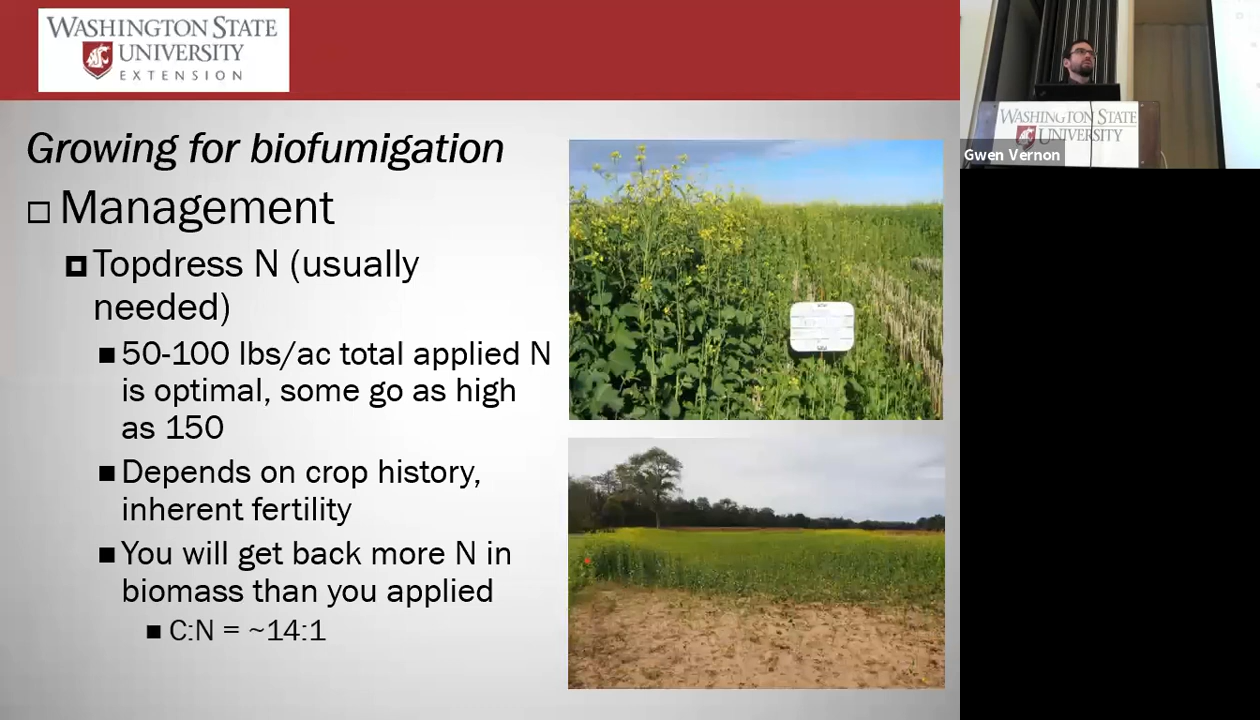 WASHINGTON STATE
UNIVERSITY
EXTENSION
Growing for biofumigation
Management
Topdress N (usually
needed)
50-100 lbs/ac total applied N
is optimal, some go as high
as 150
Depends on crop history,
inherent fertility
You will get back more N in
biomass than you applied
C:N = ~14:1
WASHINGTON STATE
UNIVERSITY
Gwen Vernon